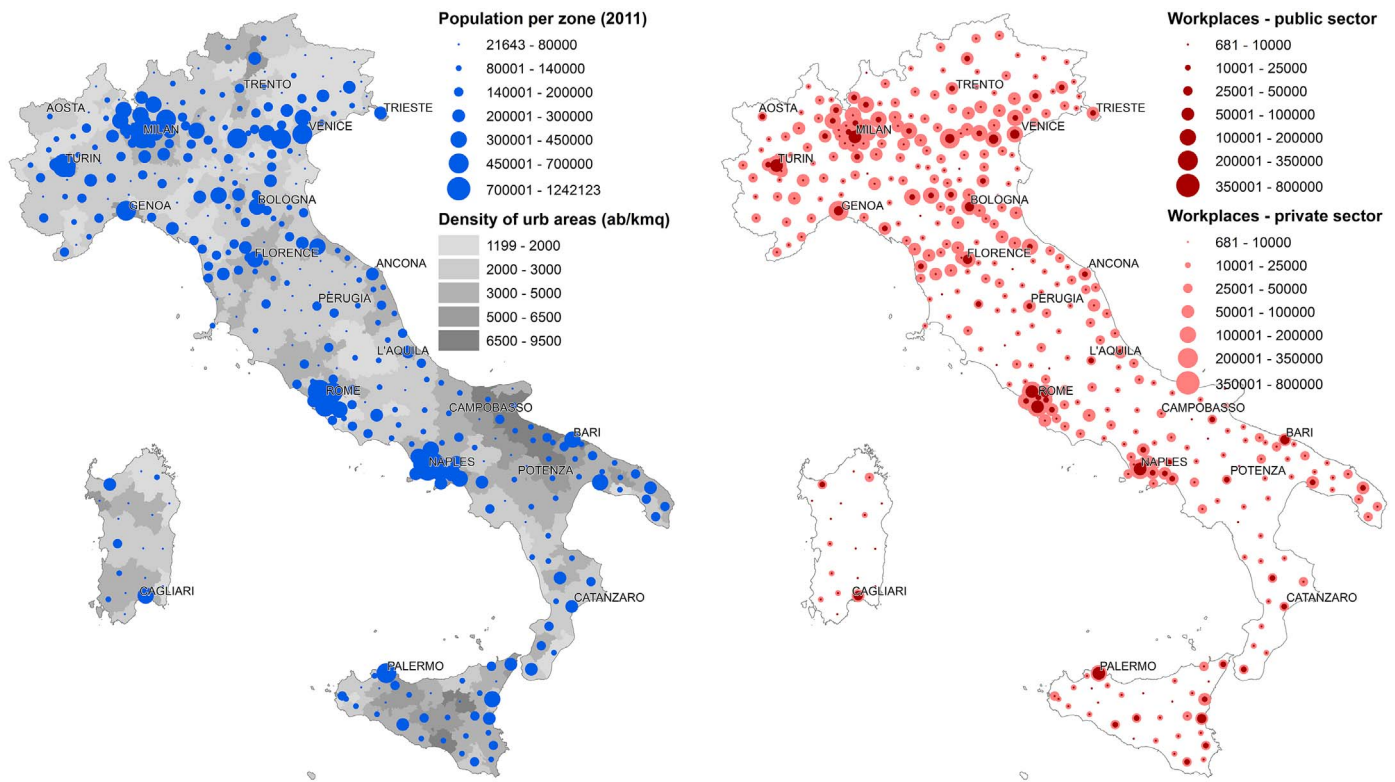 Population per zone (2011)
21643 - 80000
80001 - 140000
140001 - 200000
200001 - 300000
300001 - 450000
450001 - 700000
700001 - 1242123
Density of urb areas (ab/kmq)
1199 - 2000
2000 - 3000
3000 - 5000
5000 - 6500
6500 - 9500
TRENTO
AOSTA
TRIESTE
MILAN
VENICE
TURIN
GENOA
BOLOGNA
FLORENCE
ANCONA
PERUGIA
L'AQUILA
ROME
CAMPOBASSO
BARI
NAPLES
POTENZA
CAGLIARI
CATANZARO
PALERMO
Workplaces - public sector
681 - 10000
10001 - 25000
25001 - 50000
50001 - 100000
100001 - 200000
200001 - 350000
350001 - 800000
Workplaces - private sector
681 - 10000
10001 - 25000
25001 - 50000
50001 - 100000
100001 - 200000
200001 - 350000
350001 - 800000
TRENTO
AOSTA
TRIESTE
MILAN
VENICE
TURIN
GENOA
BOLOGNA
FLORENCE
ANCONA
PERUGIA
L'AQUILA
ROME
CAMPOBASSO
BARI
NAPLES
POTENZA
CAGLIARI
CATANZARO
PALERMO